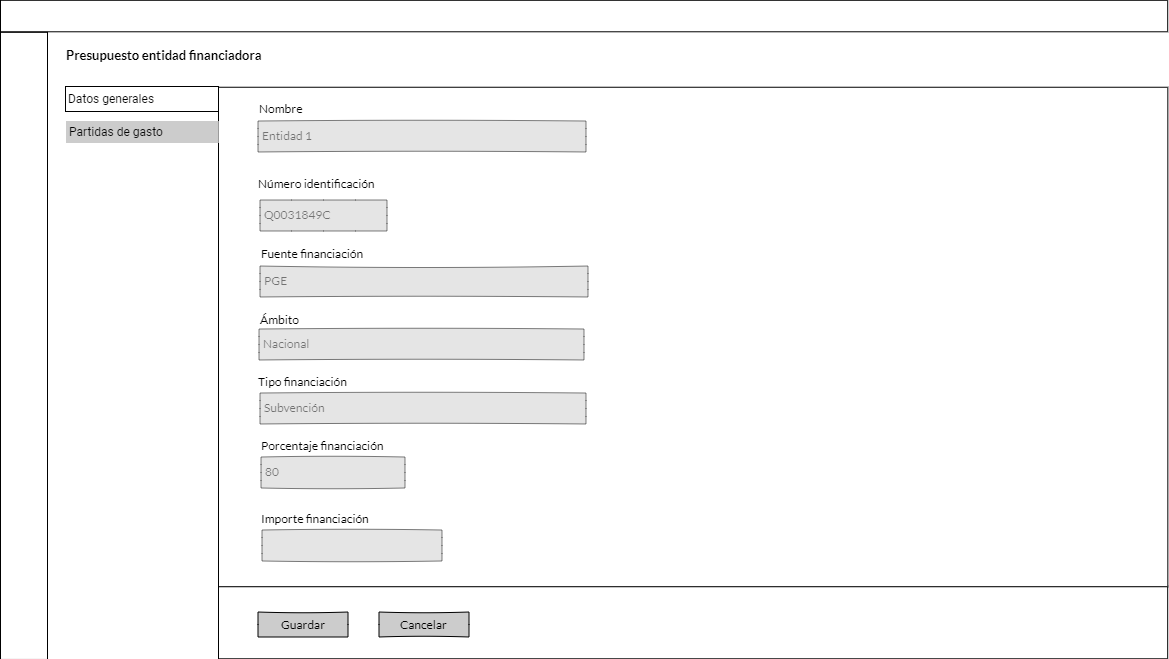 Presupuesto entidad financiadora
Datos generales
Partidas de gasto
Nombre
Entidad 1
Número identificación
Q0031849C
Fuente financiación
PGE
Ámbito
Nacional
Tipo financiación
Subvención
Porcentaje financiación
80
Importe financiación
Guardar
Cancelar